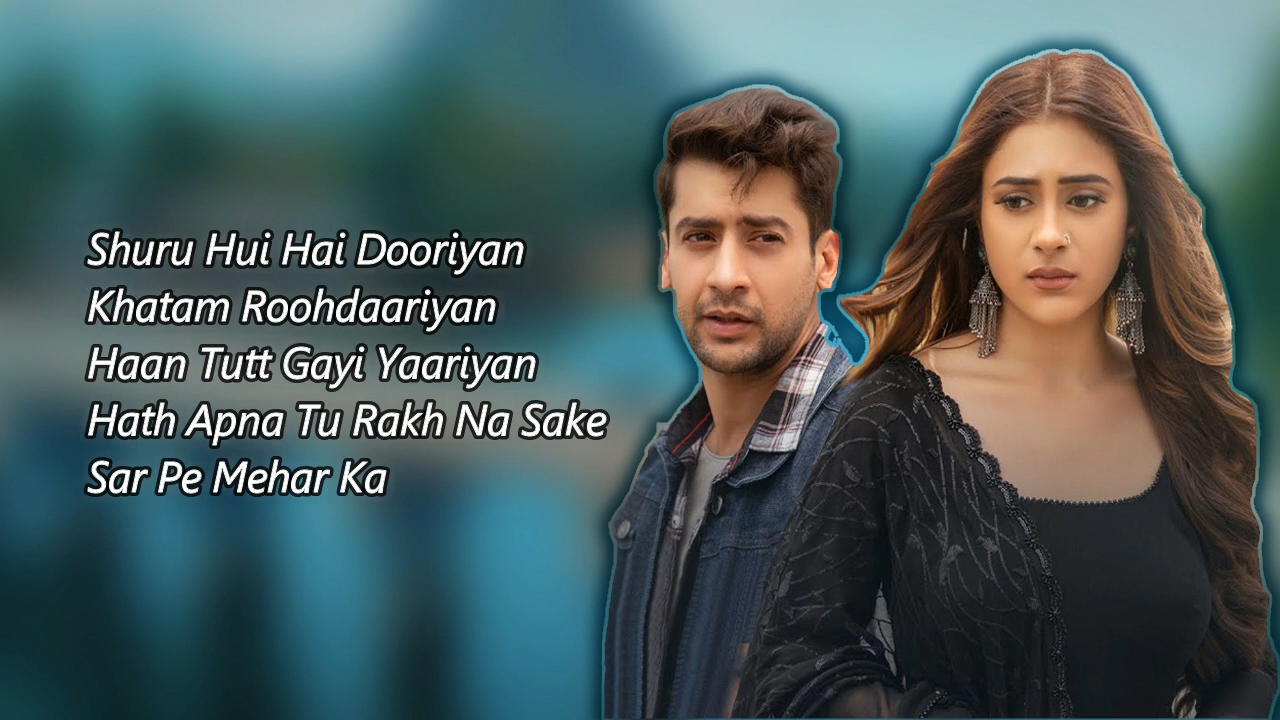 Shuru Hui Hai Dooriyan
Khatam Roohdaariyan
Haan Tutt Gayi Yaariyan
Hath Apna Tu Rakh Na Sake
Sar Pe Mehar Ka